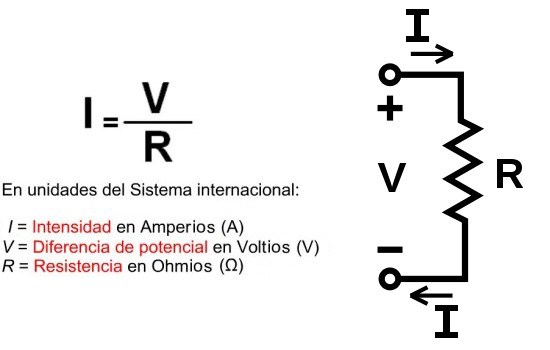 I = V
R
En unidades del Sistema internacional:
I = Intensidad en Amperios (A)
V = Diferencia de potencial en Voltios (V)
R = Resistencia en Ohmios (Ω)
I
+
V
R
−
I